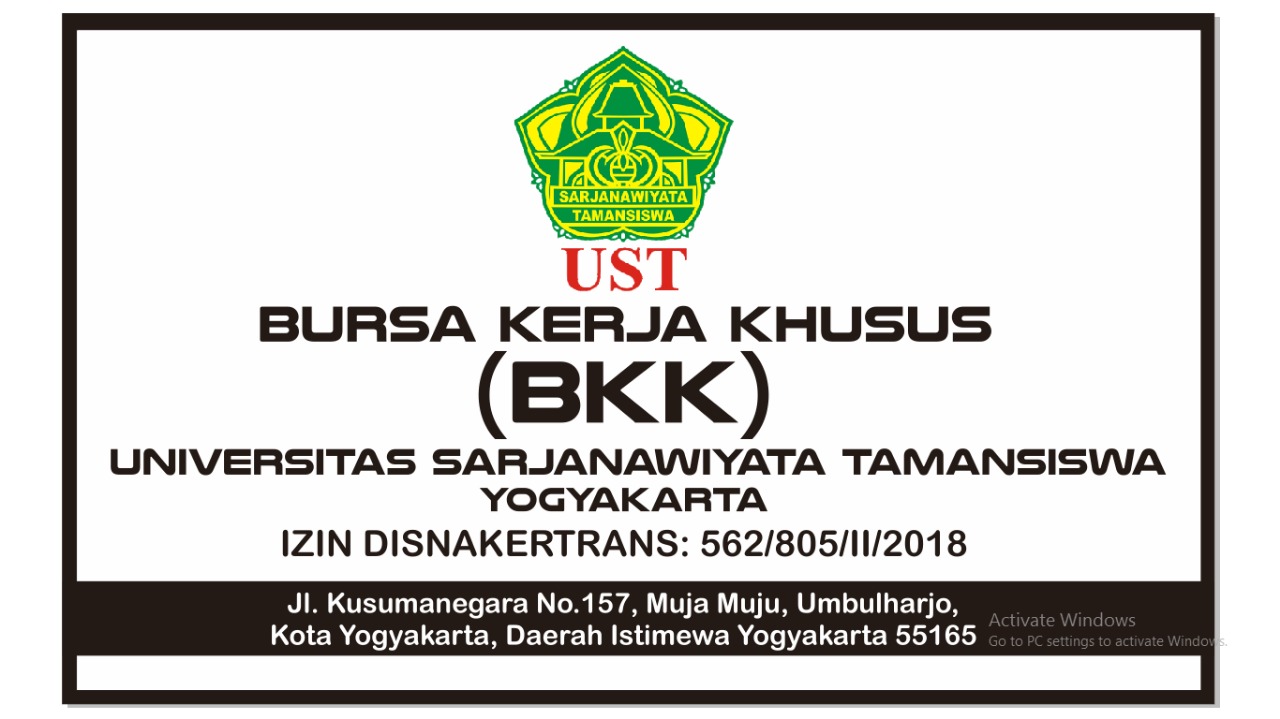 SARJANAWIYATA
TAMANSISWA
UST
BURSA KERJA KHUSUS
(BKK)
UNIVERSITAS SARJANAWIYATA TAMANSISWA
YOGYAKARTA
IZIN DISNAKERTRANS: 562/805/II/2018
Jl. Kusumanegara No.157, Muja Muju, Umbulharjo,
Kota Yogyakarta, Daerah Istimewa Yogyakarta 55165
Activate Windows
Go to PC settings to activate Windows.